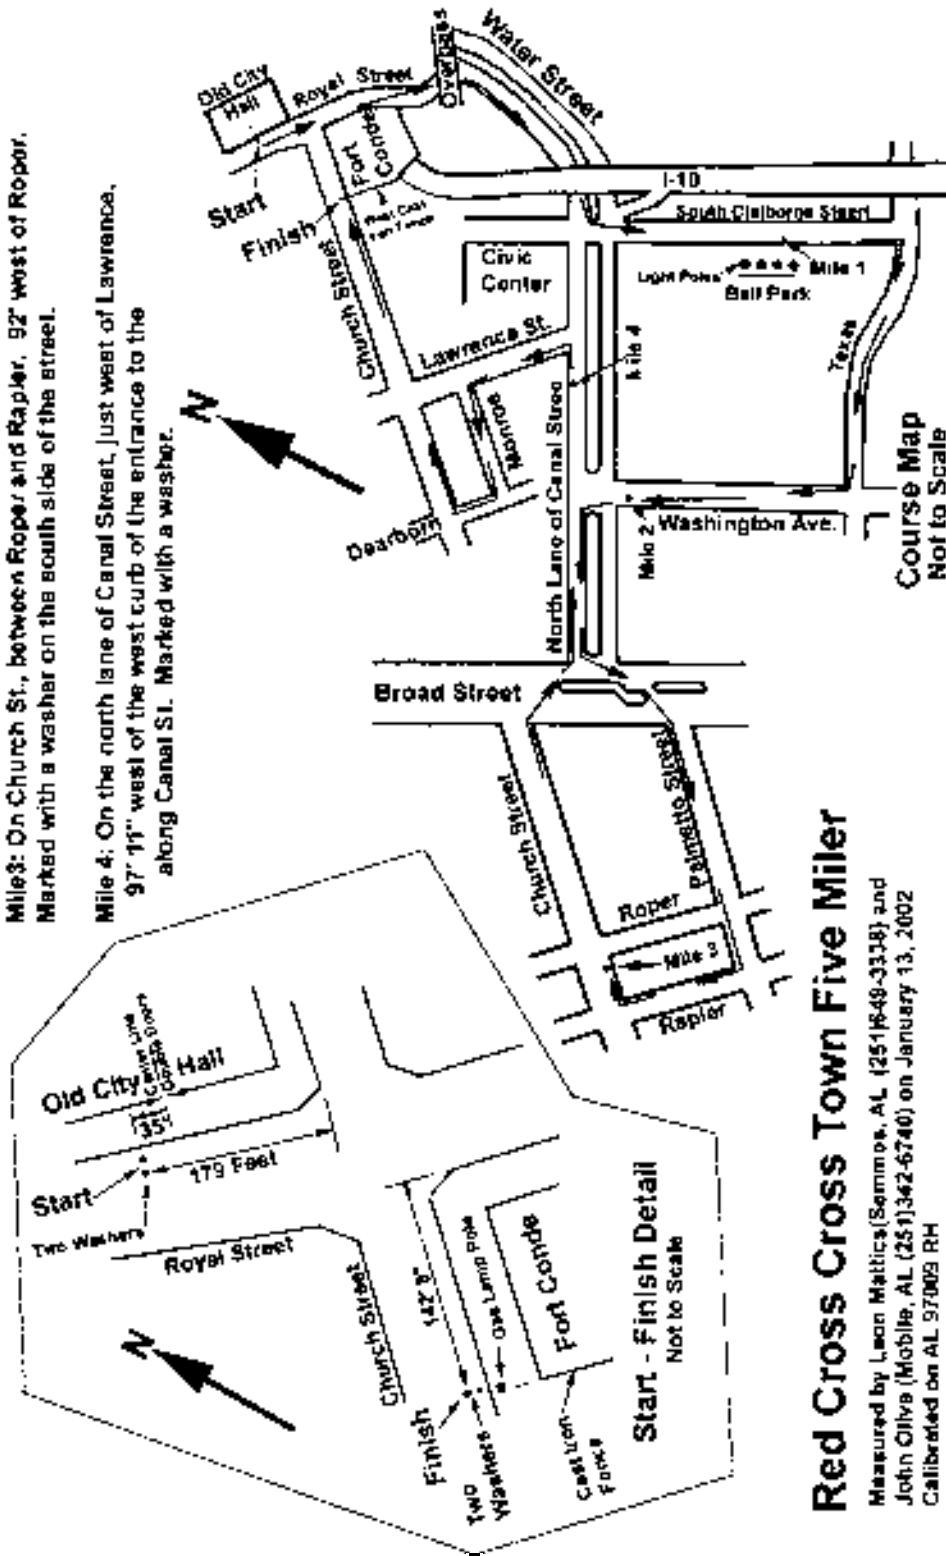 Mile3: On Church St., between Roper and Rapier. 92" west of Roper.
Marked with a washer on the south side of the street.
Mile 4: On the north lane of Canal Street, just west of Lawrence,
97' 11" west of the west curb of the entrance to the
along Canal St. Marked with a washer.
Old City
Hall
Royal Street
Overpass
Water Street
Start
Finish
Fort
Conde
I-10
Church Street
South Claiborne Street
Civic
Center
Light Poles
Mile 1
Ball Park
Lawrence St.
Mile 4
Texas
N
Monroe
Dearborn
North Lane of Canal Street
Mile 2
Washington Ave.
Course Map
Not to Scale
Broad Street
Church Street
Palmetto Street
Roper
Mile 3
Rapier
Old City Hall
35'
Start
179 Feet
Two Washers
Royal Street
N
Church Street
142'8"
Gas Lamp Pole
Fort Conde
Finish
Two
Washers
Cast Iron
Fence
Start - Finish Detail
Not to Scale
Red Cross Cross Town Five Miler
Measured by Leon Mattics(Semmes, AL (251)649-3338) and
John Olive (Mobile, AL (251)342-6740) on January 13, 2002
Calibrated on AL 97009 RH